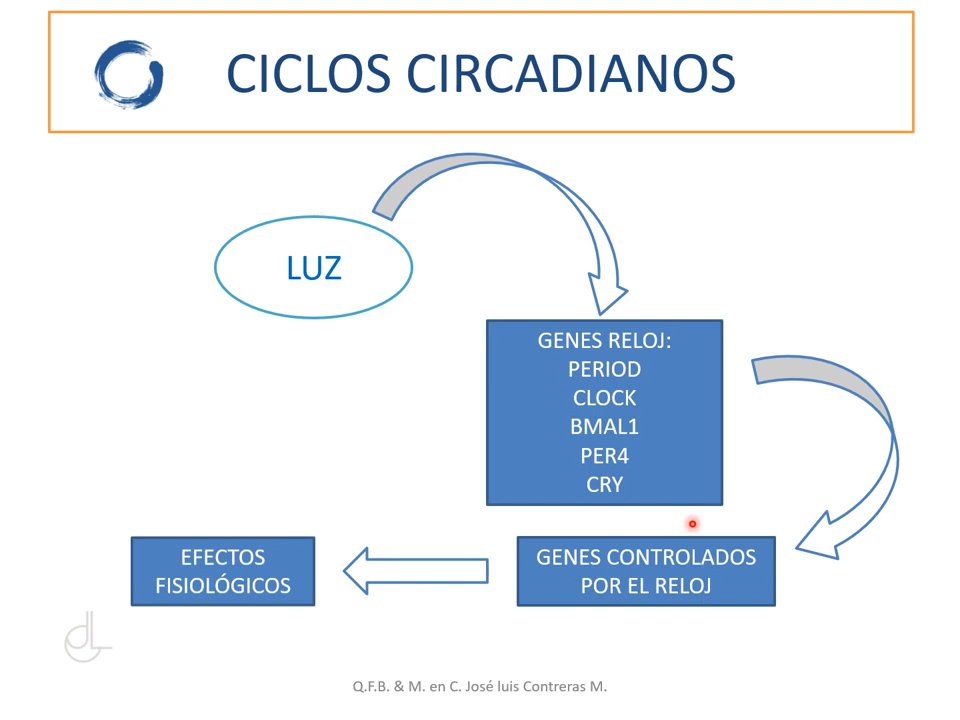 CICLOS CIRCADIANOS
LUZ
GENES RELOJ:
PERIOD
CLOCK
BMAL1
PER4
CRY
GENES CONTROLADOS
POR EL RELOJ
EFECTOS
FISIOLÓGICOS
Q.F.B. & M. en C. José luis Contreras M.